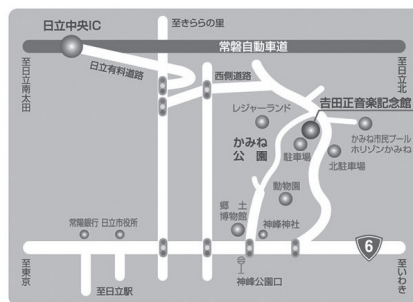 日立中央IC
至きららの里
常磐自動車道
至日立南太田
日立有料道路
西側道路
至日立北
吉田正音楽記念館
レジャーランド
かみね
公園
駐車場
かみね市民プール
ホリゾンかみね
北駐車場
動物園
郷土
博物館
神峰神社
常陽銀行
日立市役所
6
至東京
至日立駅
神峰公園口
至いわき